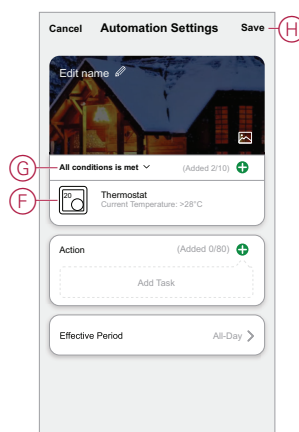 Cancel Automation Settings Save H
Edit name
G All conditions is met (Added 2/10)
F 20 Thermostat
Current Temperature: >28°C
Action (Added 0/80)
Add Task
Effective Period All-Day